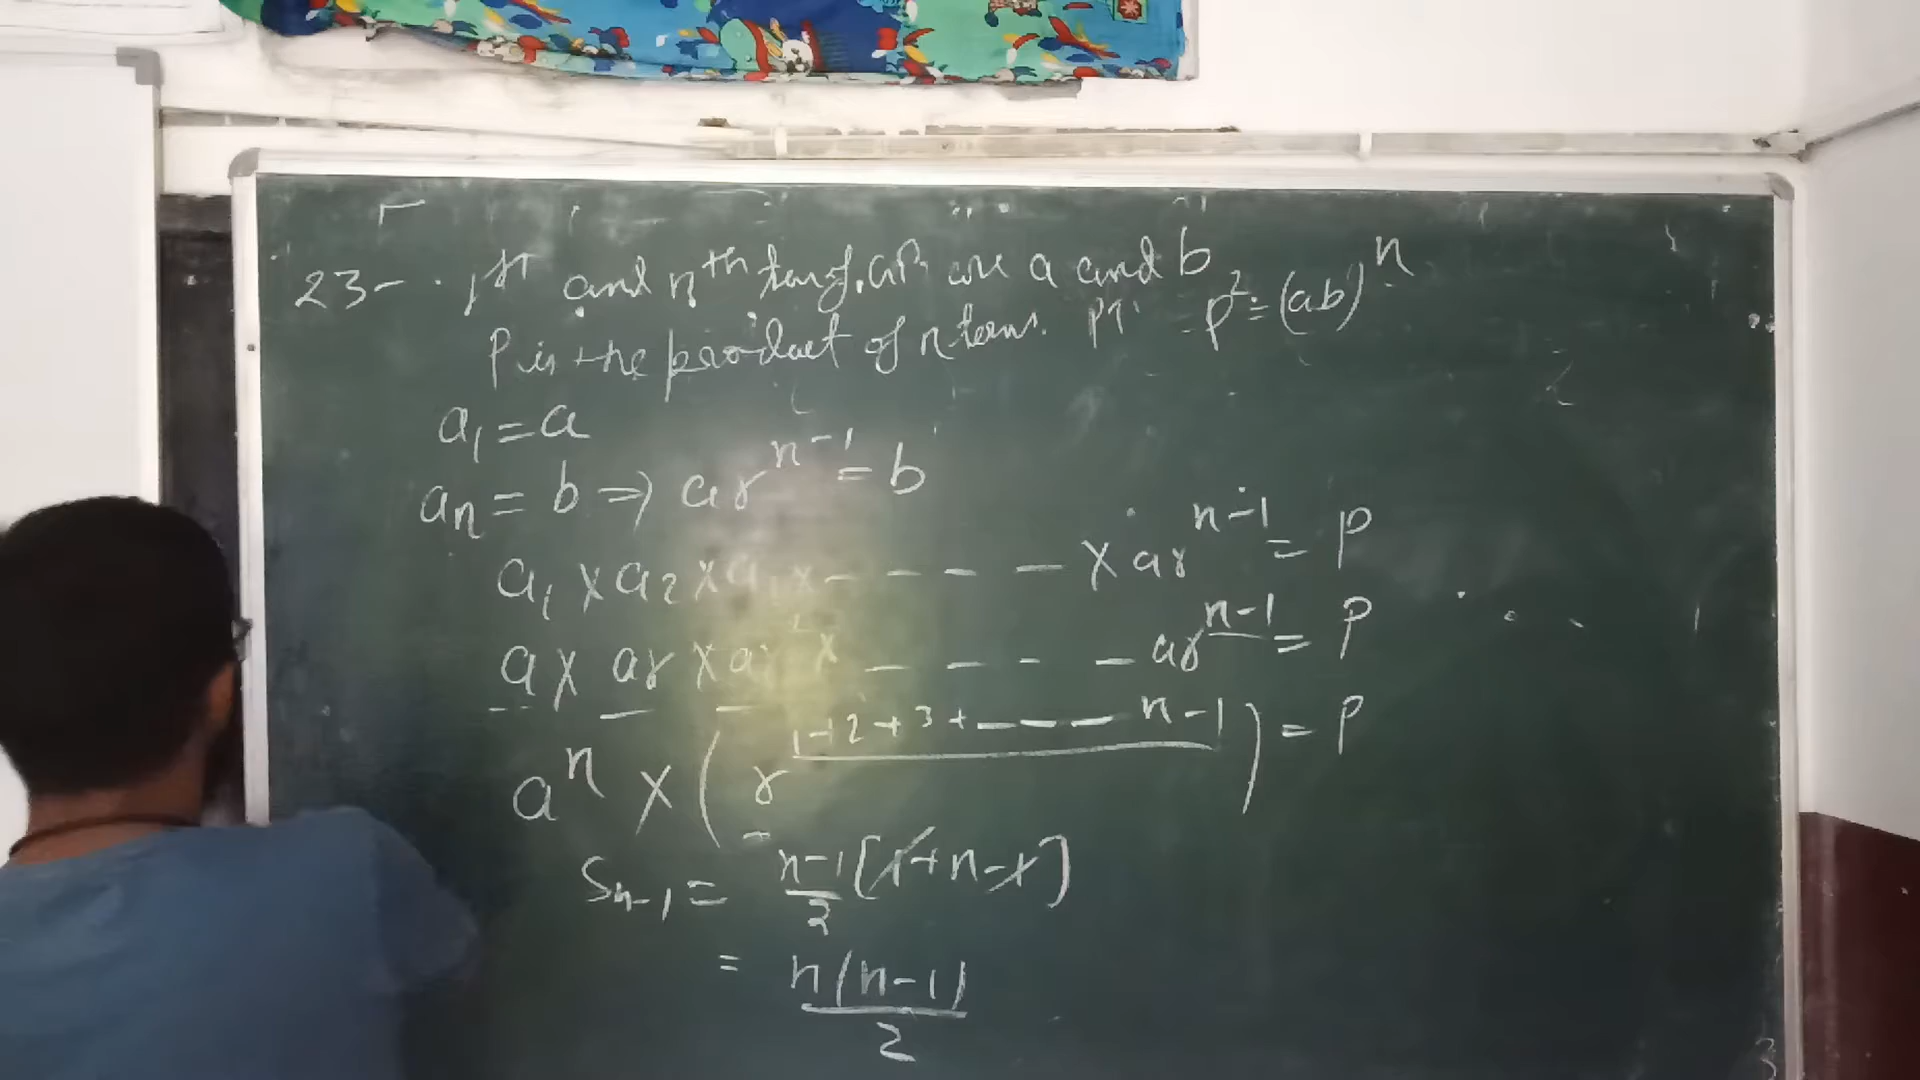 23- 1st and nth term of G.P. are a and b
P is the product of n terms. PT P² = (ab)ⁿ
a₁ = a
aₙ = b ⇒ arⁿ⁻¹ = b
a₁ × a₂ × a₃ × - - - - × arⁿ⁻¹ = P
a × ar × ar² × - - - - arⁿ⁻¹ = P
aⁿ × (r^(1+2+3+ - - - n-1)) = P
Sₙ₋₁ = (n-1)/2 [1+n-1]
= n(n-1)/2